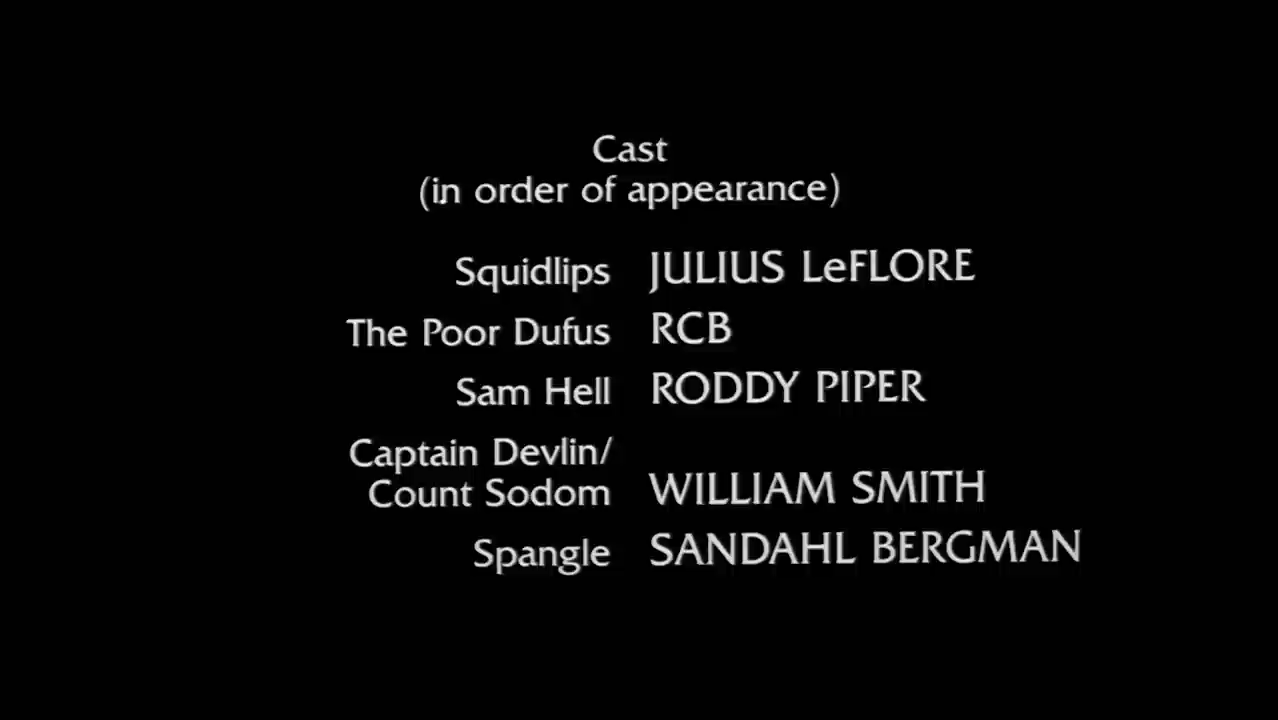 Cast
(in order of appearance)
Squidlips JULIUS LeFLORE
The Poor Dufus RCB
Sam Hell RODDY PIPER
Captain Devlin/
Count Sodom WILLIAM SMITH
Spangle SANDAHL BERGMAN